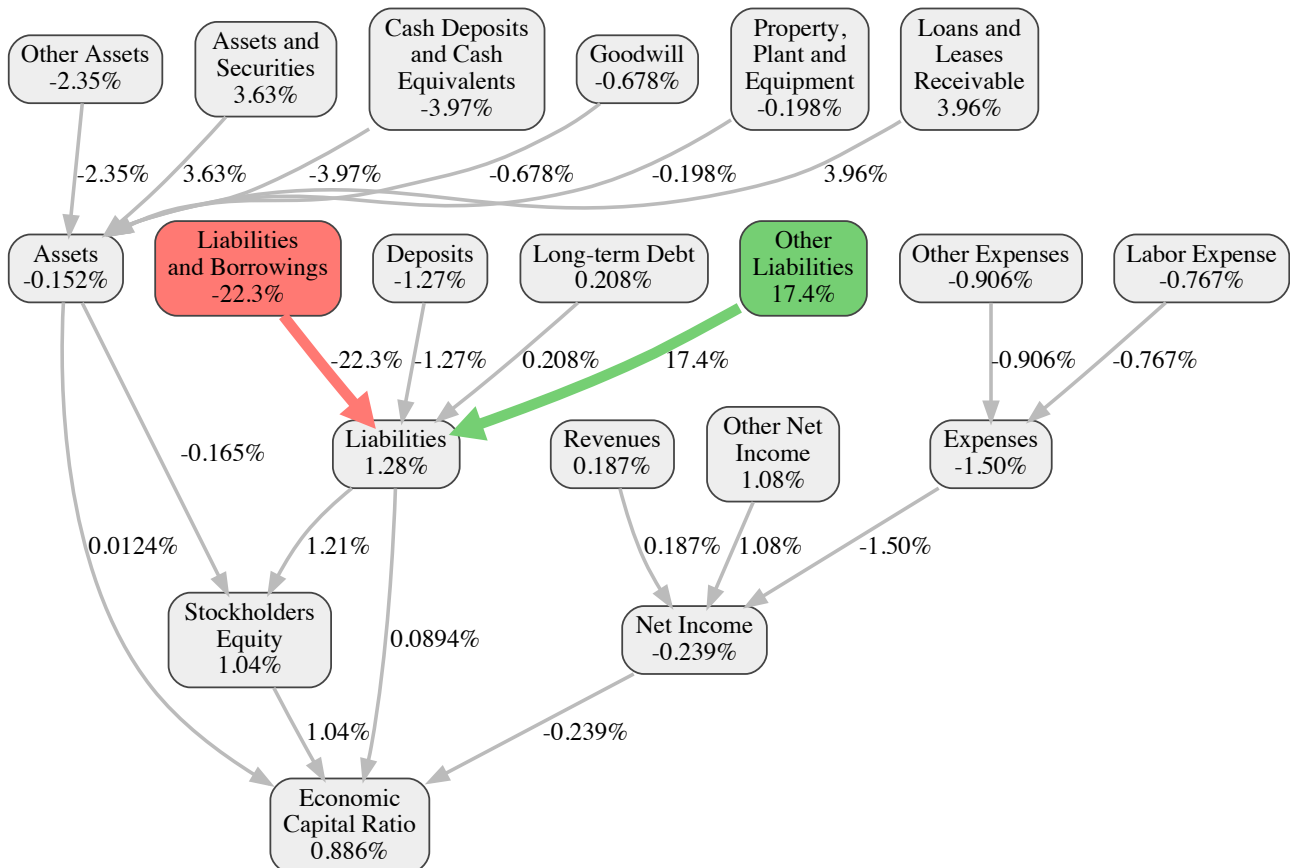 Other Assets
-2.35%
Assets and
Securities
3.63%
Cash Deposits
and Cash
Equivalents
-3.97%
Goodwill
-0.678%
Property,
Plant and
Equipment
-0.198%
Loans and
Leases
Receivable
3.96%
-2.35%
3.63%
-3.97%
-0.678%
-0.198%
3.96%
Assets
-0.152%
Liabilities
and Borrowings
-22.3%
Deposits
-1.27%
Long-term Debt
0.208%
Other
Liabilities
17.4%
Other Expenses
-0.906%
Labor Expense
-0.767%
-22.3%
-1.27%
0.208%
17.4%
-0.906%
-0.767%
-0.165%
Liabilities
1.28%
Revenues
0.187%
Other Net
Income
1.08%
Expenses
-1.50%
0.0124%
1.21%
0.187%
1.08%
-1.50%
Stockholders
Equity
1.04%
0.0894%
Net Income
-0.239%
1.04%
-0.239%
Economic
Capital Ratio
0.886%